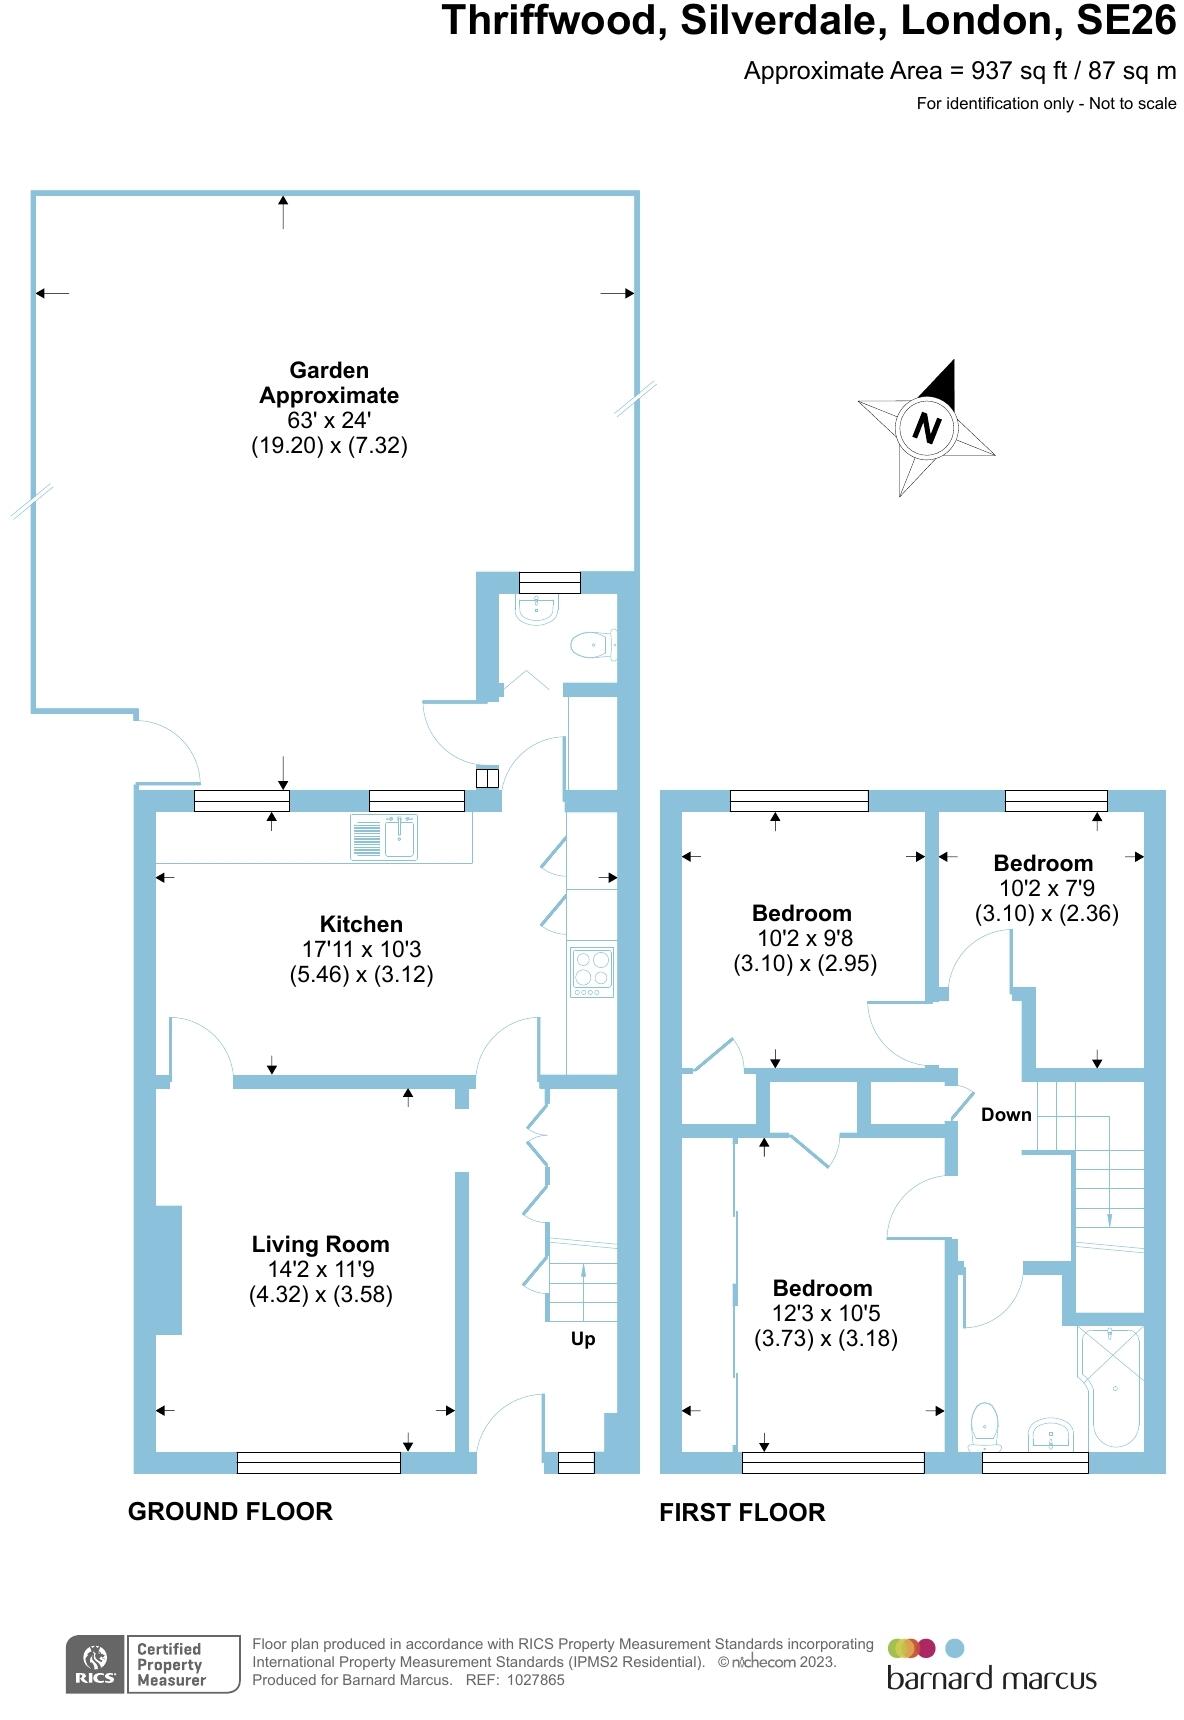 Thriffwood, Silverdale, London, SE26
Approximate Area = 937 sq ft / 87 sq m
For identification only - Not to scale
Garden
Approximate
63' x 24'
(19.20) x (7.32)
N
Kitchen
17'11 x 10'3
(5.46) x (3.12)
Living Room
14'2 x 11'9
(4.32) x (3.58)
Up
GROUND FLOOR
Bedroom
10'2 x 9'8
(3.10) x (2.95)
Bedroom
10'2 x 7'9
(3.10) x (2.36)
Down
Bedroom
12'3 x 10'5
(3.73) x (3.18)
FIRST FLOOR
RICS
Certified
Property
Measurer
Floor plan produced in accordance with RICS Property Measurement Standards incorporating
International Property Measurement Standards (IPMS2 Residential). © nichecom 2023.
Produced for Barnard Marcus. REF: 1027865
barnard marcus